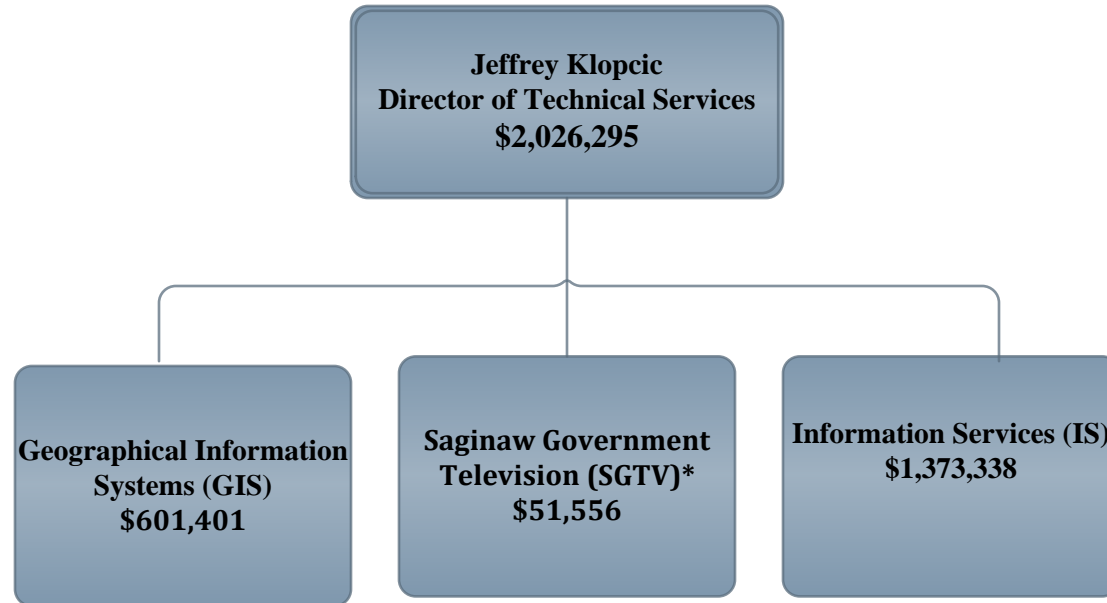 Jeffrey Klopcic
Director of Technical Services
$2,026,295
Geographical Information
Systems (GIS)
$601,401
Saginaw Government
Television (SGTV)*
$51,556
Information Services (IS)
$1,373,338